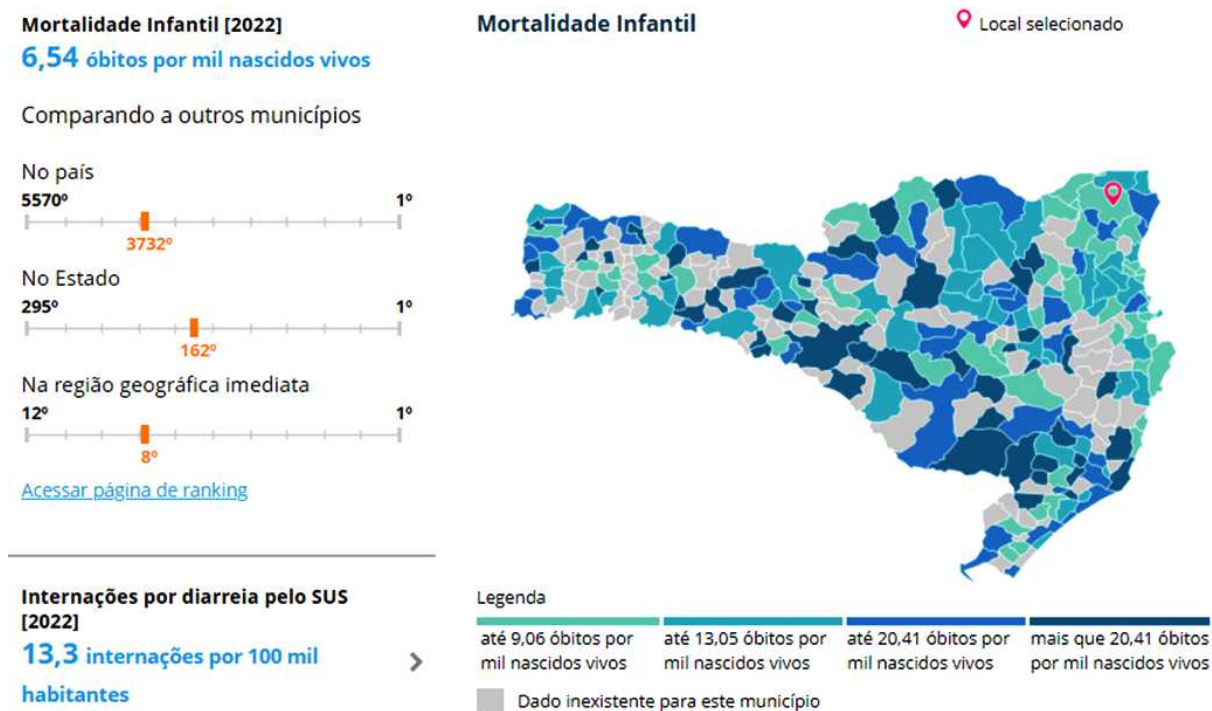 Mortalidade Infantil [2022]
6,54 óbitos por mil nascidos vivos
Comparando a outros municípios
No país
5570º 1º
3732º
No Estado
295º 1º
162º
Na região geográfica imediata
12º 1º
8º
Acessar página de ranking
Internações por diarreia pelo SUS
[2022]
13,3 internações por 100 mil
habitantes
Mortalidade Infantil
Local selecionado
Legenda
até 9,06 óbitos por
mil nascidos vivos
até 13,05 óbitos por
mil nascidos vivos
até 20,41 óbitos por
mil nascidos vivos
mais que 20,41 óbitos
por mil nascidos vivos
Dado inexistente para este município